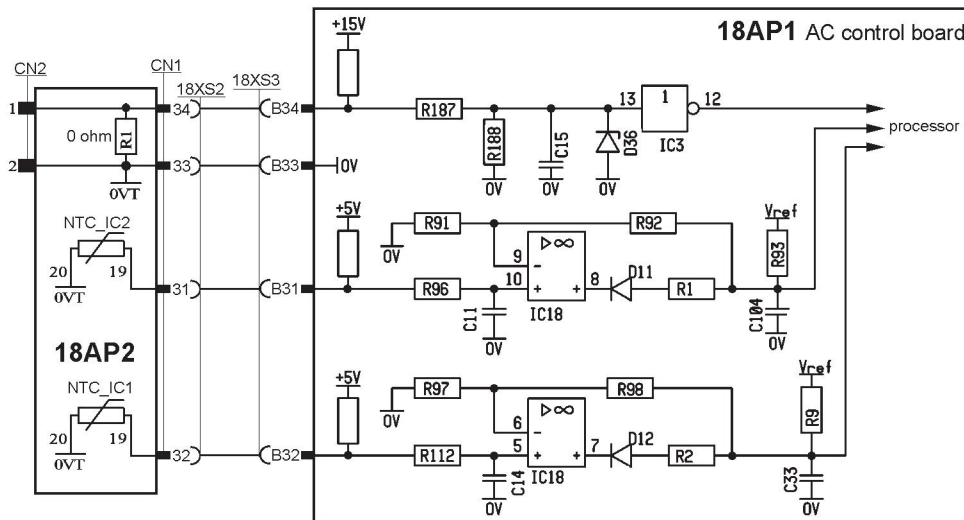 18AP1 AC control board
+15V
CN2
CN1
18XS2
18XS3
1
34
B34
R187
13
1
12
0 ohm
R1
R188
C15
D36
IC3
processor
2
33
B33
0V
0V
0V
0V
0VT
+5V
Vref
R91
R92
R93
NTC_IC2
0V
▷∞
9
-
D11
20
19
10
+
+
8
0VT
31
B31
R96
R1
C11
IC18
C104
0V
0V
18AP2
+5V
Vref
NTC_IC1
R97
R98
R9
0V
▷∞
6
-
D12
20
19
5
+
+
7
0VT
32
B32
R112
R2
C14
IC18
C33
0V
0V